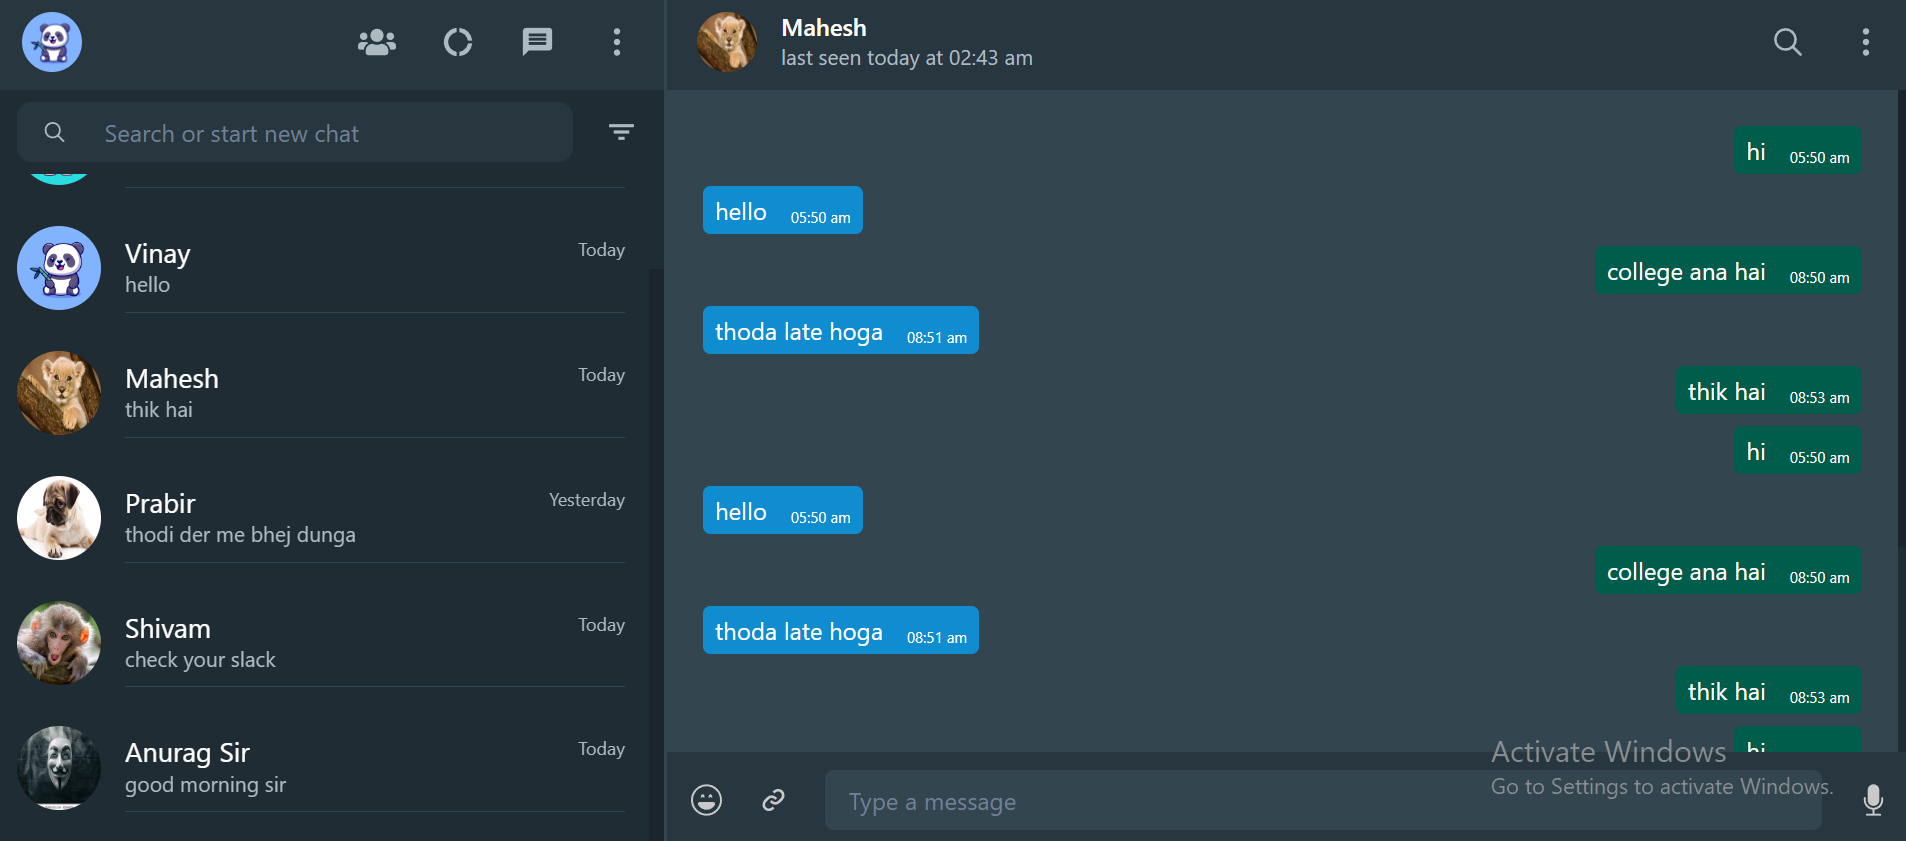 Search or start new chat
Vinay
Today
hello
Mahesh
Today
thik hai
Prabir
Yesterday
thodi der me bhej dunga
Shivam
Today
check your slack
Anurag Sir
Today
good morning sir
Mahesh
last seen today at 02:43 am
hi 05:50 am
hello 05:50 am
college ana hai 08:50 am
thoda late hoga 08:51 am
thik hai 08:53 am
hi 05:50 am
hello 05:50 am
college ana hai 08:50 am
thoda late hoga 08:51 am
thik hai 08:53 am
hi
Activate Windows
Go to Settings to activate Windows.
Type a message